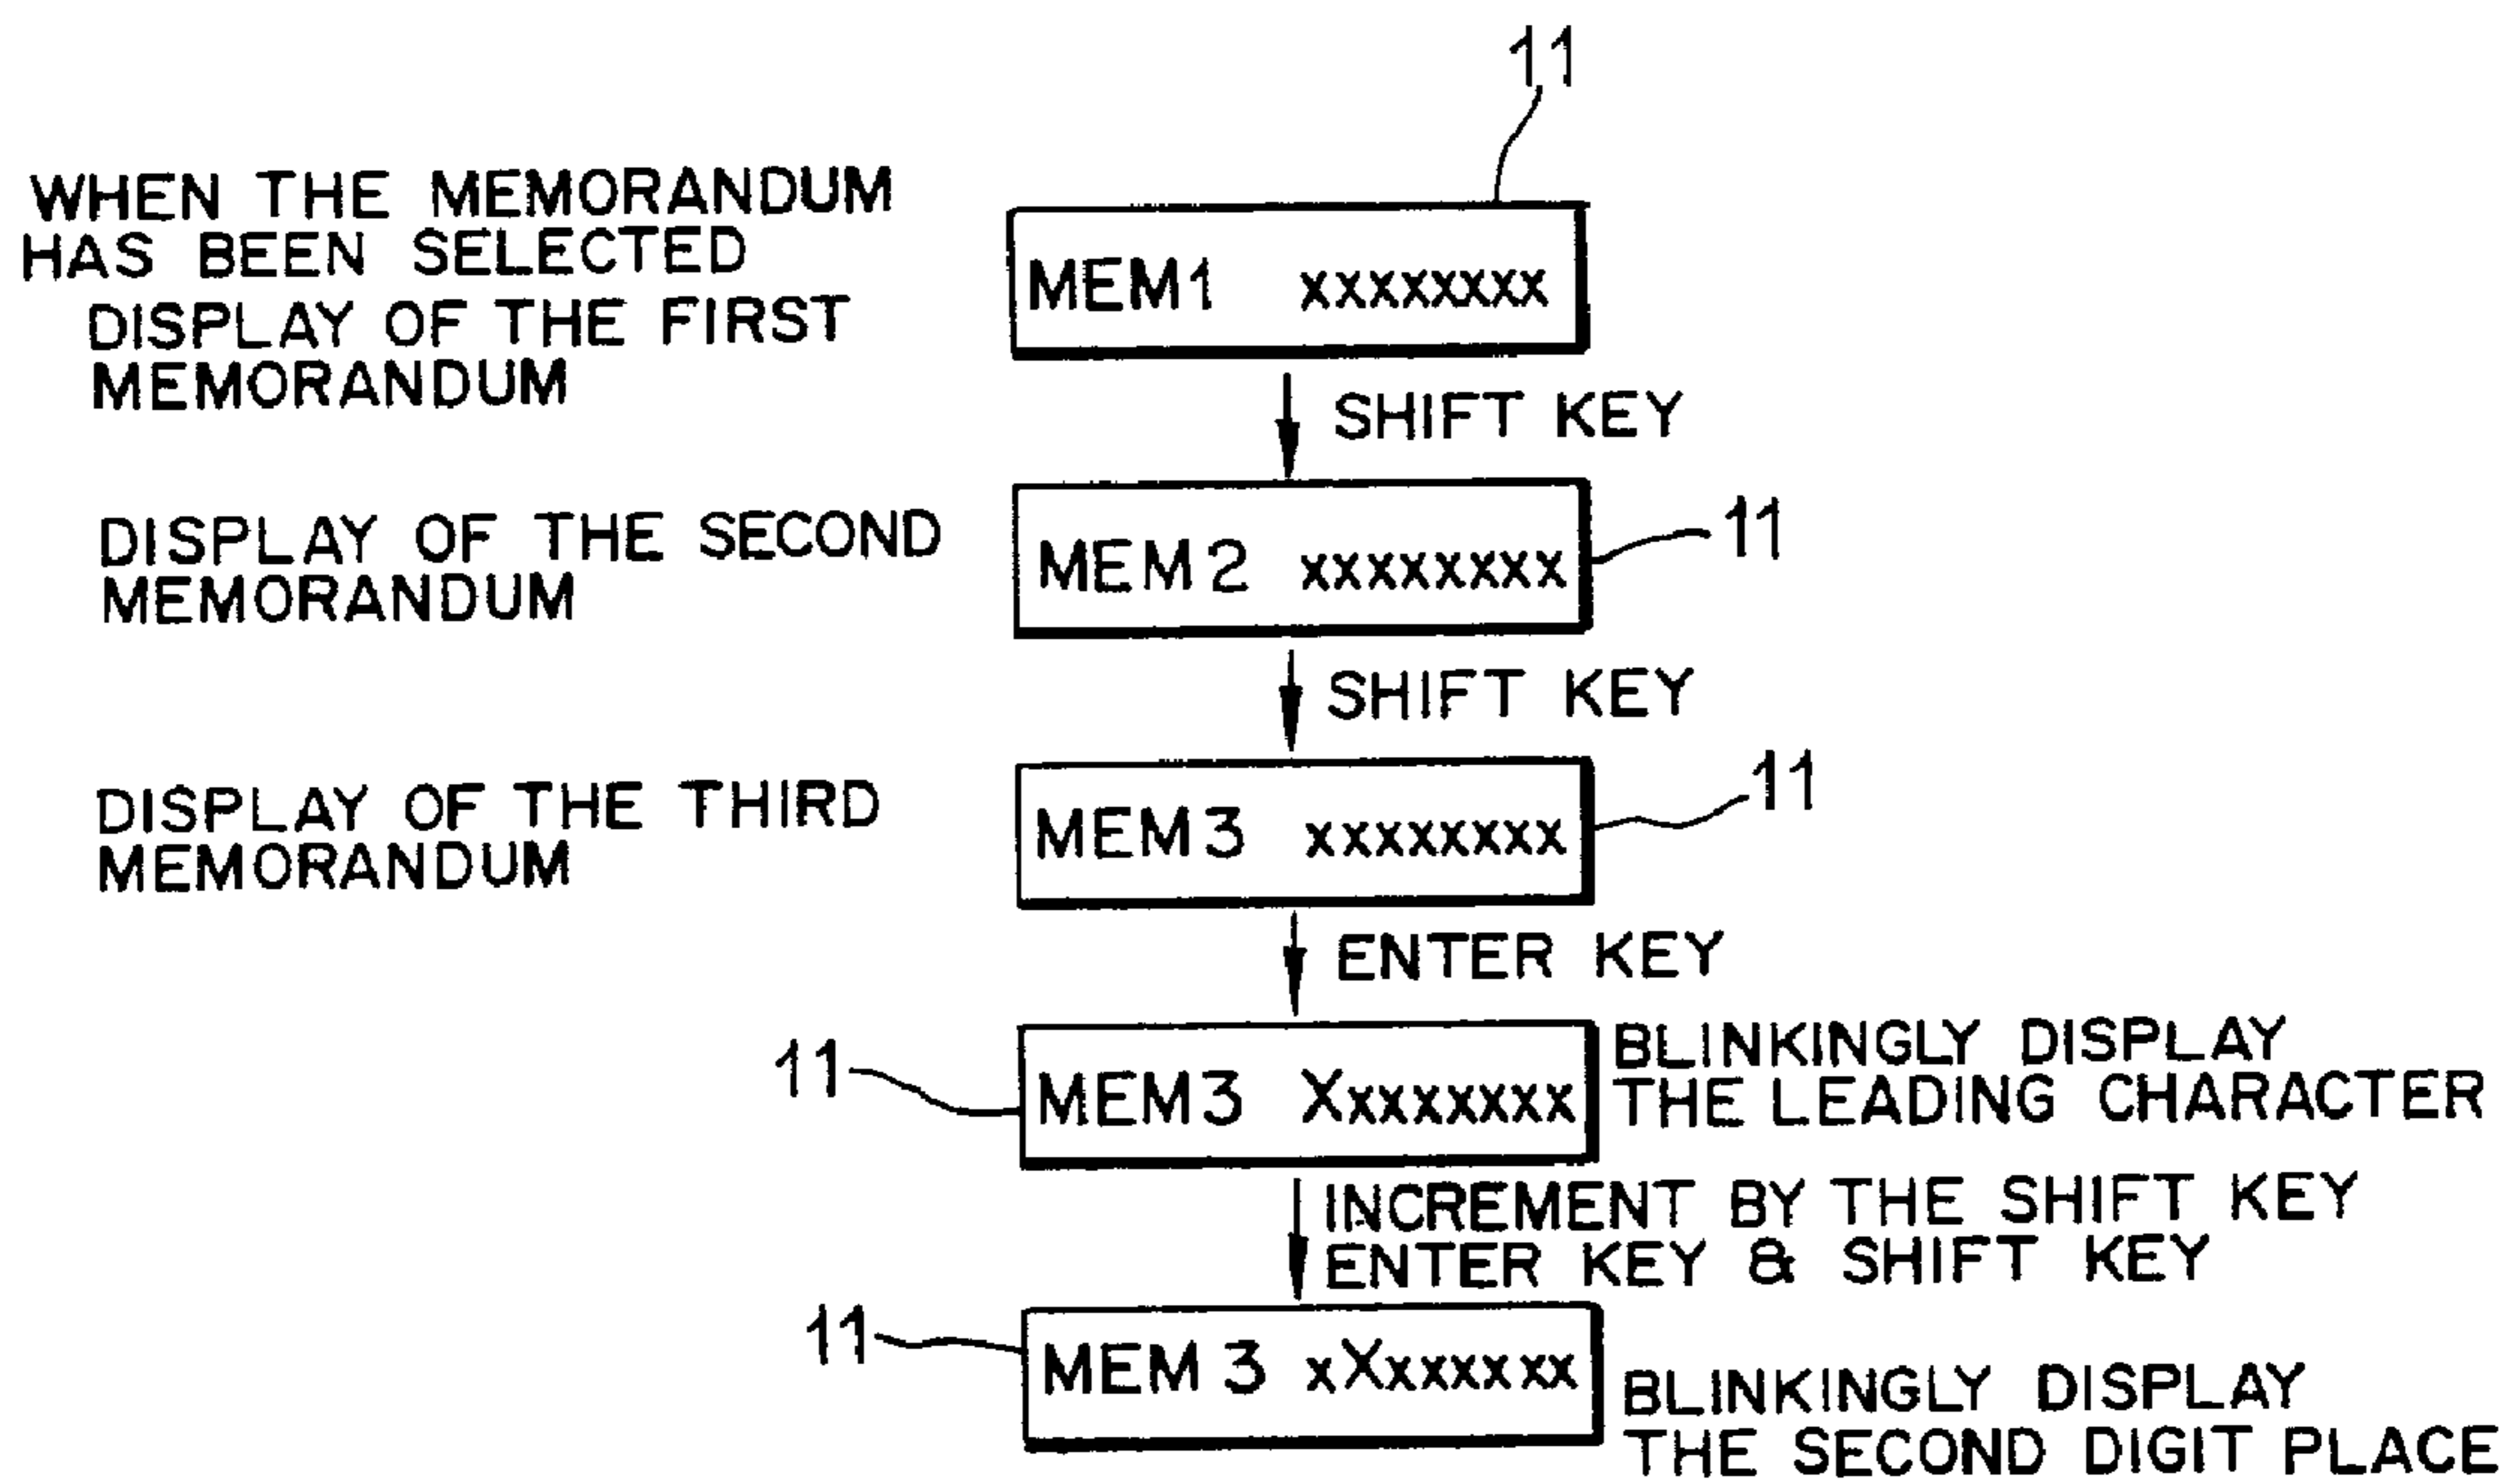 11
WHEN THE MEMORANDUM
HAS BEEN SELECTED
DISPLAY OF THE FIRST
MEMORANDUM
MEM1 xxxxxxxx
SHIFT KEY
DISPLAY OF THE SECOND
MEMORANDUM
MEM2 xxxxxxxx
11
SHIFT KEY
DISPLAY OF THE THIRD
MEMORANDUM
MEM3 xxxxxxxx
11
ENTER KEY
11
MEM3 Xxxxxxxx
BLINKINGLY DISPLAY
THE LEADING CHARACTER
INCREMENT BY THE SHIFT KEY
ENTER KEY & SHIFT KEY
11
MEM3 xXxxxxxx
BLINKINGLY DISPLAY
THE SECOND DIGIT PLACE